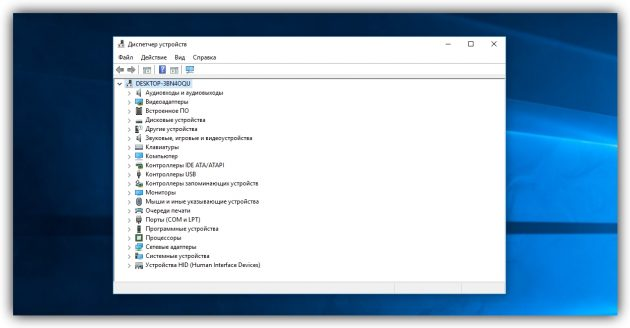 Диспетчер устройств
Файл Действие Вид Справка
DESKTOP-3BN4OQU
Аудиовходы и аудиовыходы
Видеоадаптеры
Встроенное ПО
Дисковые устройства
Другие устройства
Звуковые, игровые и видеоустройства
Клавиатуры
Компьютер
Контроллеры IDE ATA/ATAPI
Контроллеры USB
Контроллеры запоминающих устройств
Мониторы
Мыши и иные указывающие устройства
Очереди печати
Порты (COM и LPT)
Программные устройства
Процессоры
Сетевые адаптеры
Системные устройства
Устройства HID (Human Interface Devices)